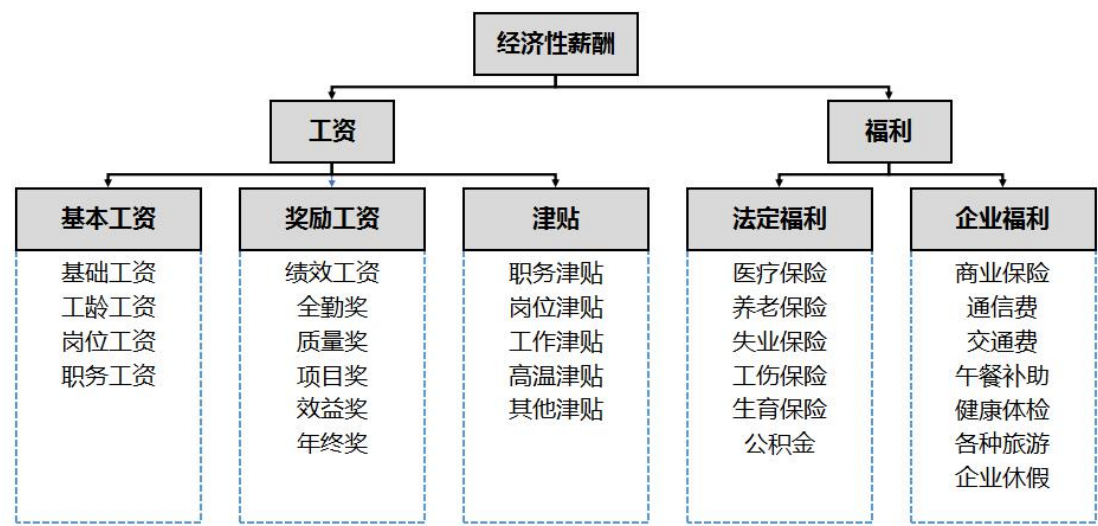 经济性薪酬
工资
福利
基本工资
奖励工资
津贴
法定福利
企业福利
基础工资
工龄工资
岗位工资
职务工资
绩效工资
全勤奖
质量奖
项目奖
效益奖
年终奖
职务津贴
岗位津贴
工作津贴
高温津贴
其他津贴
医疗保险
养老保险
失业保险
工伤保险
生育保险
公积金
商业保险
通信费
交通费
午餐补助
健康体检
各种旅游
企业休假